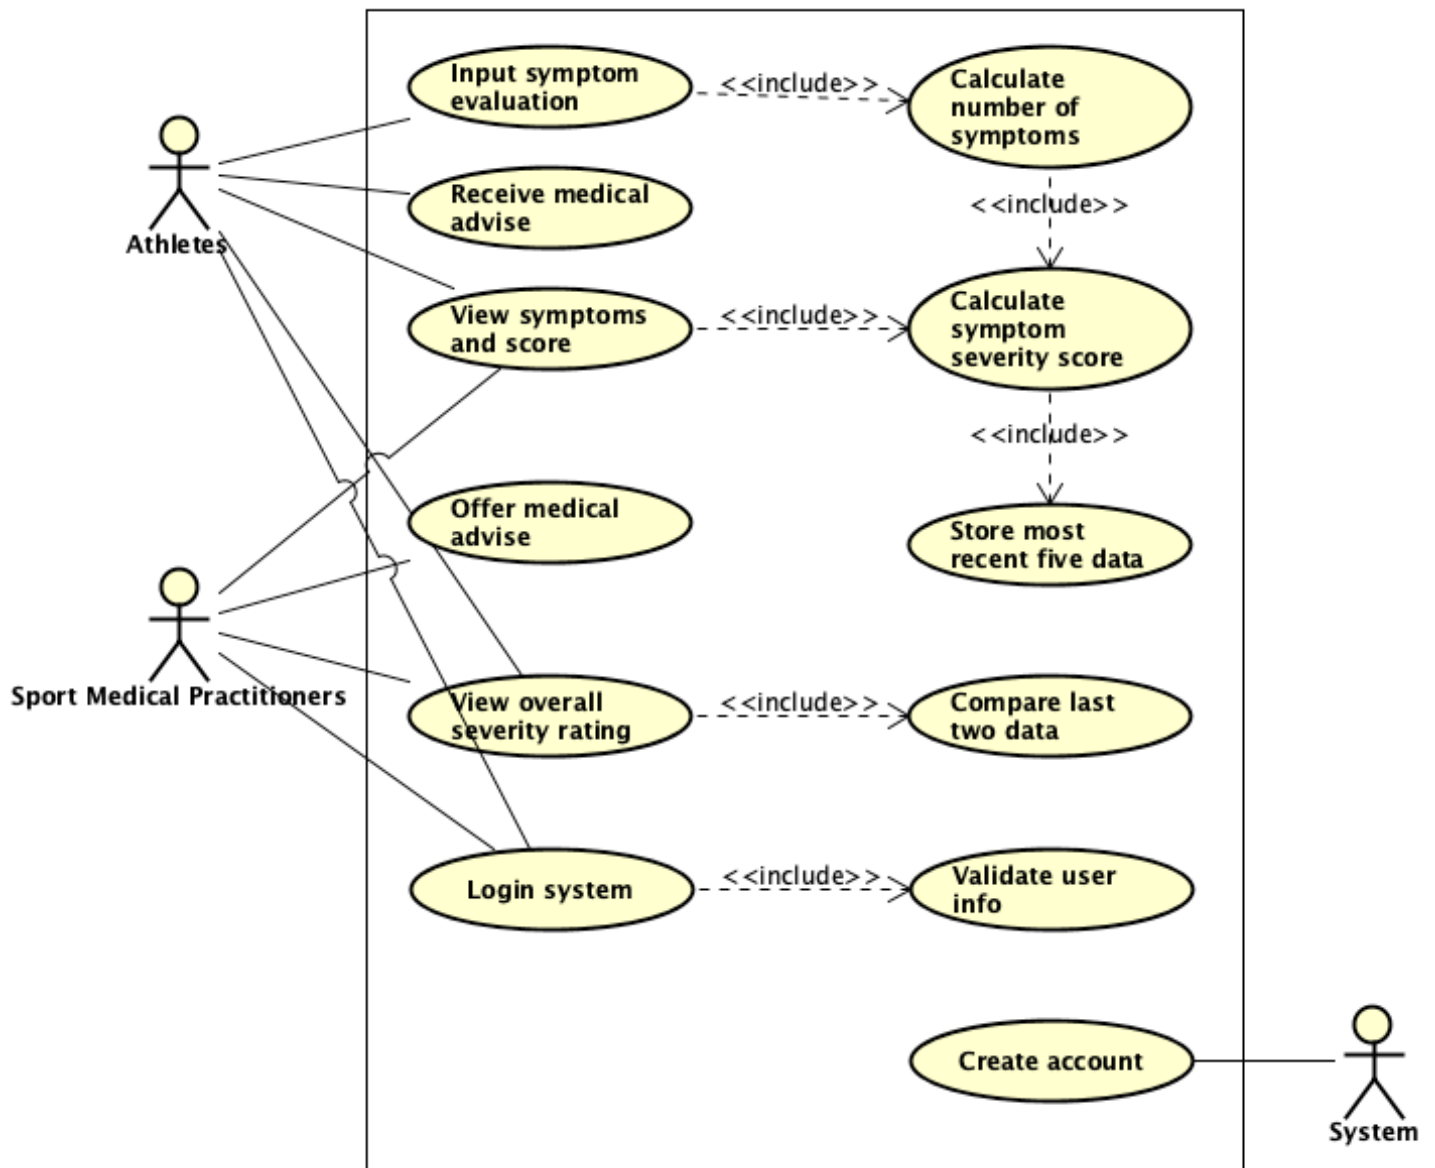 Input symptom
evaluation
<<include>>
Calculate
number of
symptoms
Receive medical
advise
<<include>>
Athletes
View symptoms
and score
<<include>>
Calculate
symptom
severity score
<<include>>
Offer medical
advise
Store most
recent five data
Sport Medical Practitioners
View overall
severity rating
<<include>>
Compare last
two data
Login system
<<include>>
Validate user
info
Create account
System